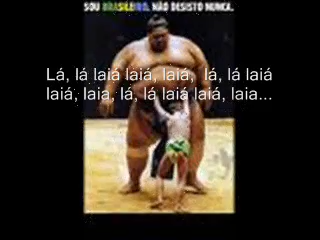 SOU BRASILEIRO, NÃO DESISTO NUNCA.
Lá, lá laiá laiá, laiá,  lá, lá laiá
laiá, laia, lá, lá laiá laiá, laia...